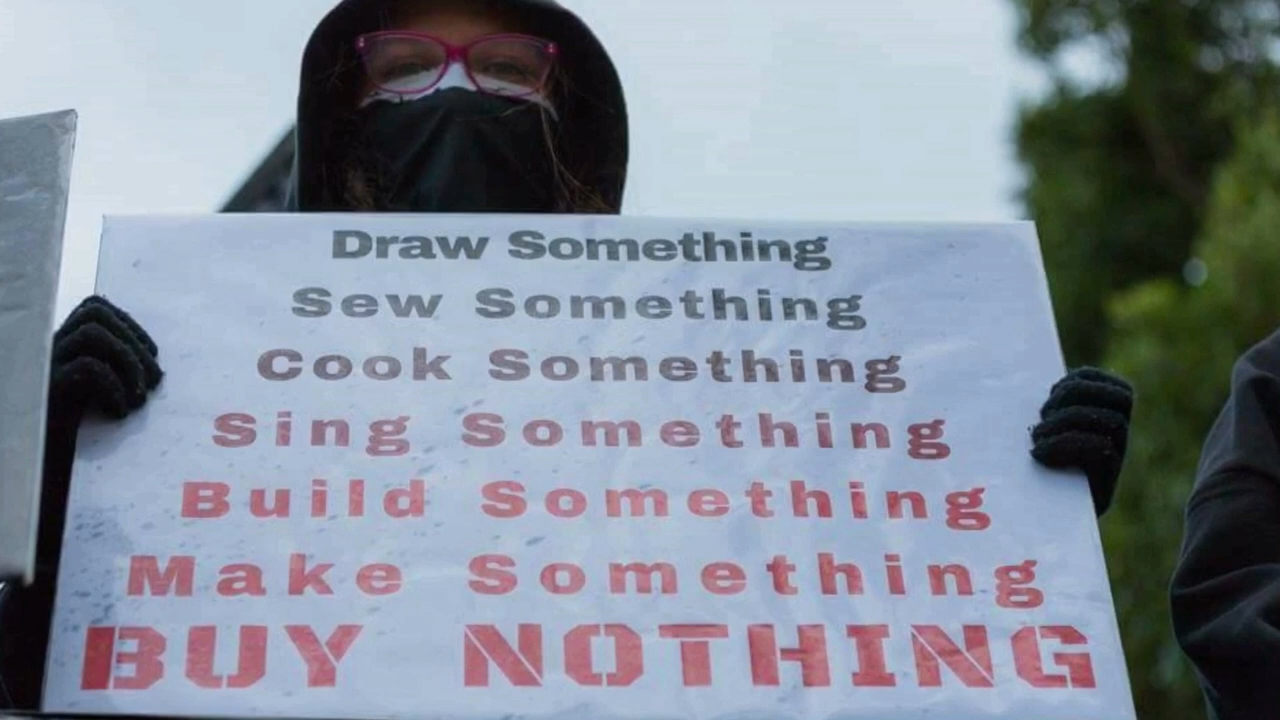 Draw Something
Sew Something
Cook Something
Sing Something
Build Something
Make Something
BUY NOTHING